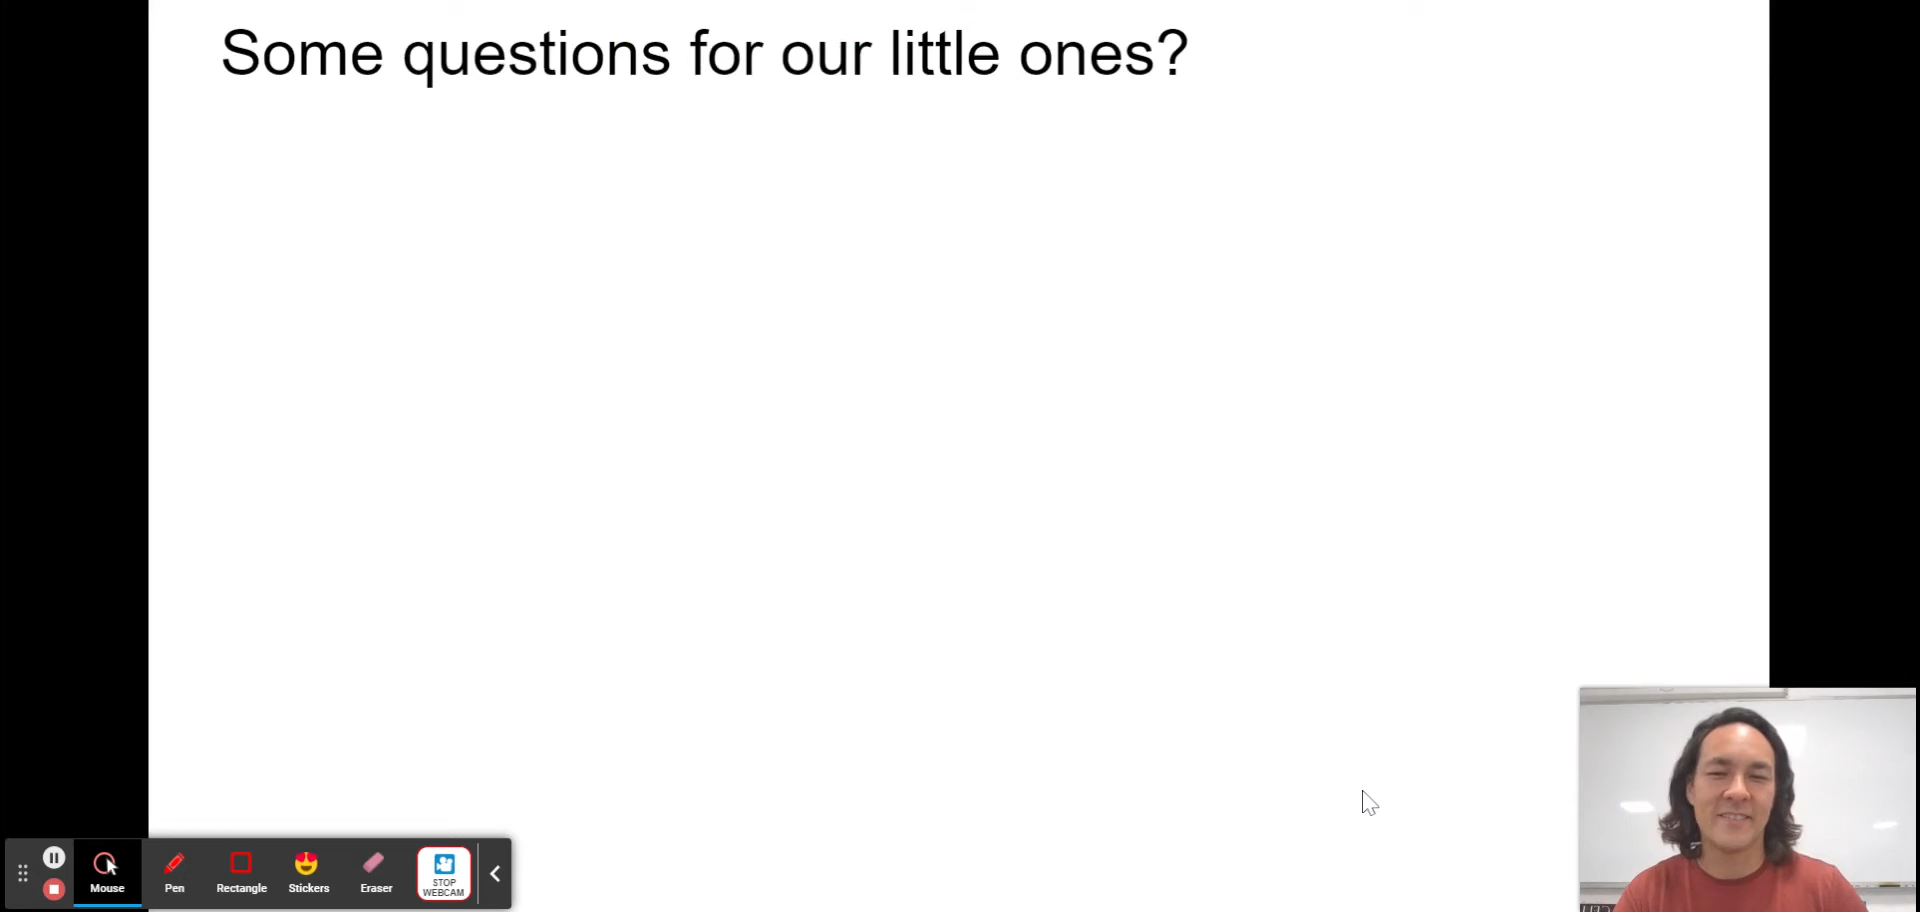 Some questions for our little ones?
Mouse
Pen
Rectangle
Stickers
Eraser
STOP
WEBCAM